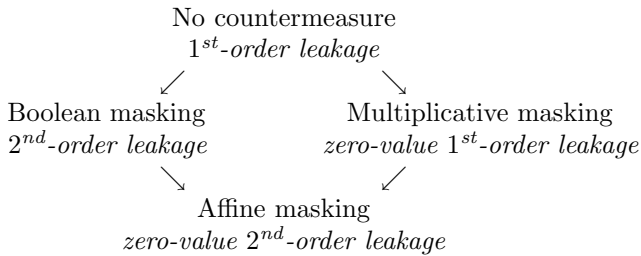 No countermeasure
1st-order leakage
Boolean masking
2nd-order leakage
Multiplicative masking
zero-value 1st-order leakage
Affine masking
zero-value 2nd-order leakage